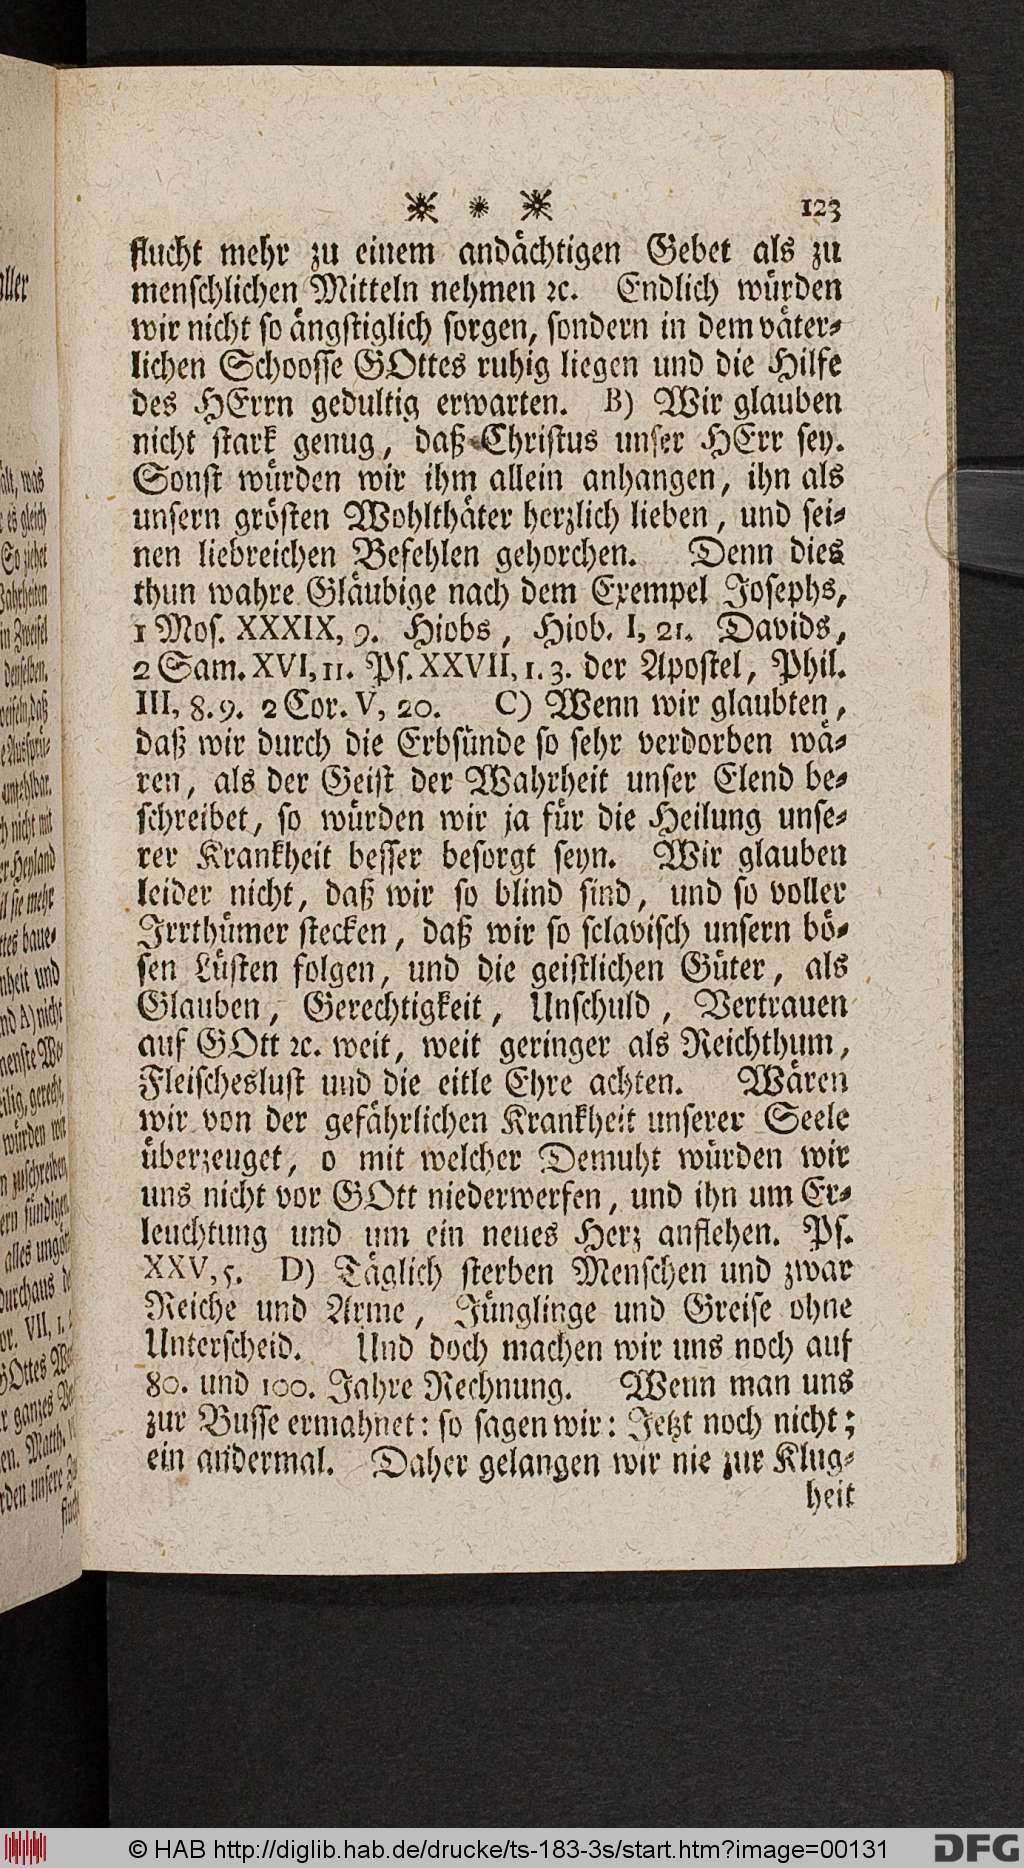 123
flucht mehr zu einem andächtigen Gebet als zu
menschlichen Mitteln nehmen ꝛc. Endlich würden
wir nicht so ängstiglich sorgen, sondern in dem väter-
lichen Schoosse GOttes ruhig liegen und die Hilfe
des HErrn gedultig erwarten. B) Wir glauben
nicht stark genug, daß Christus unser HErr sey.
Sonst würden wir ihm allein anhangen, ihn als
unsern grösten Wohlthäter herzlich lieben, und sei-
nen liebreichen Befehlen gehorchen. Denn dies
thun wahre Gläubige nach dem Exempel Josephs,
1 Mos. XXXIX, 9. Hiobs, Hiob. I, 21. Davids,
2 Sam. XVI, 11. Ps. XXVII, 1. 3. der Apostel, Phil.
III, 8. 9. 2 Cor. V, 20. C) Wenn wir glaubten,
daß wir durch die Erbsünde so sehr verdorben wä-
ren, als der Geist der Wahrheit unser Elend be-
schreibet, so würden wir ja für die Heilung unse-
rer Krankheit besser besorgt seyn. Wir glauben
leider nicht, daß wir so blind sind, und so voller
Irrthümer stecken, daß wir so sclavisch unsern bö-
sen Lüsten folgen, und die geistlichen Güter, als
Glauben, Gerechtigkeit, Unschuld, Vertrauen
auf GOtt ꝛc. weit, weit geringer als Reichthum,
Fleischeslust und die eitle Ehre achten. Wären
wir von der gefährlichen Krankheit unserer Seele
überzeuget, o mit welcher Demuht würden wir
uns nicht vor GOtt niederwerfen, und ihn um Er-
leuchtung und um ein neues Herz anflehen. Ps.
XXV, 5. D) Täglich sterben Menschen und zwar
Reiche und Arme, Jünglinge und Greise ohne
Unterscheid. Und doch machen wir uns noch auf
80. und 100. Jahre Rechnung. Wenn man uns
zur Busse ermahnet: so sagen wir: Jetzt noch nicht;
ein andermal. Daher gelangen wir nie zur Klug-
heit
© HAB http://diglib.hab.de/drucke/ts-183-3s/start.htm?image=00131
DFG